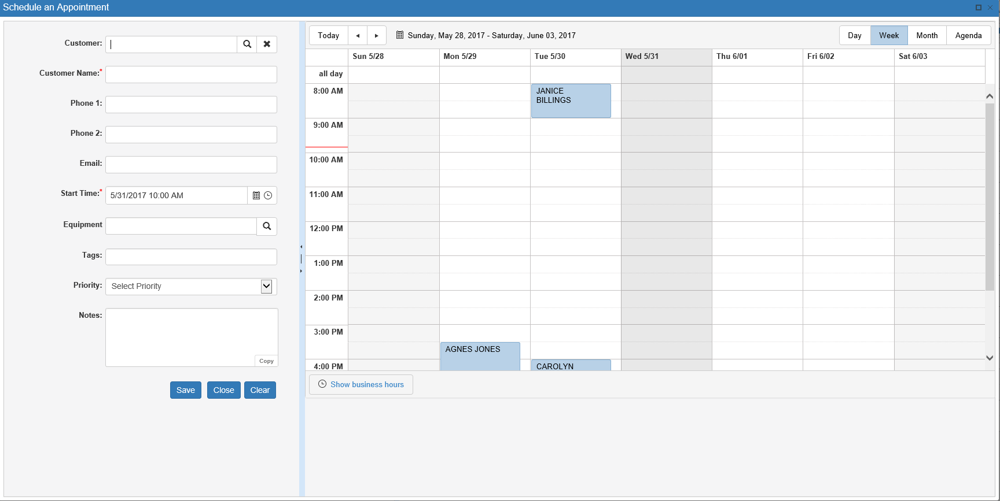 Schedule an Appointment
Customer:
Customer Name:*
Phone 1:
Phone 2:
Email:
Start Time:* 5/31/2017 10:00 AM
Equipment
Tags:
Priority: Select Priority
Notes:
Copy
Save Close Clear
Today Sunday, May 28, 2017 - Saturday, June 03, 2017 Day Week Month Agenda
Sun 5/28 Mon 5/29 Tue 5/30 Wed 5/31 Thu 6/01 Fri 6/02 Sat 6/03
all day
8:00 AM JANICE
BILLINGS
9:00 AM
10:00 AM
11:00 AM
12:00 PM
1:00 PM
2:00 PM
3:00 PM
AGNES JONES
4:00 PM CAROLYN
Show business hours